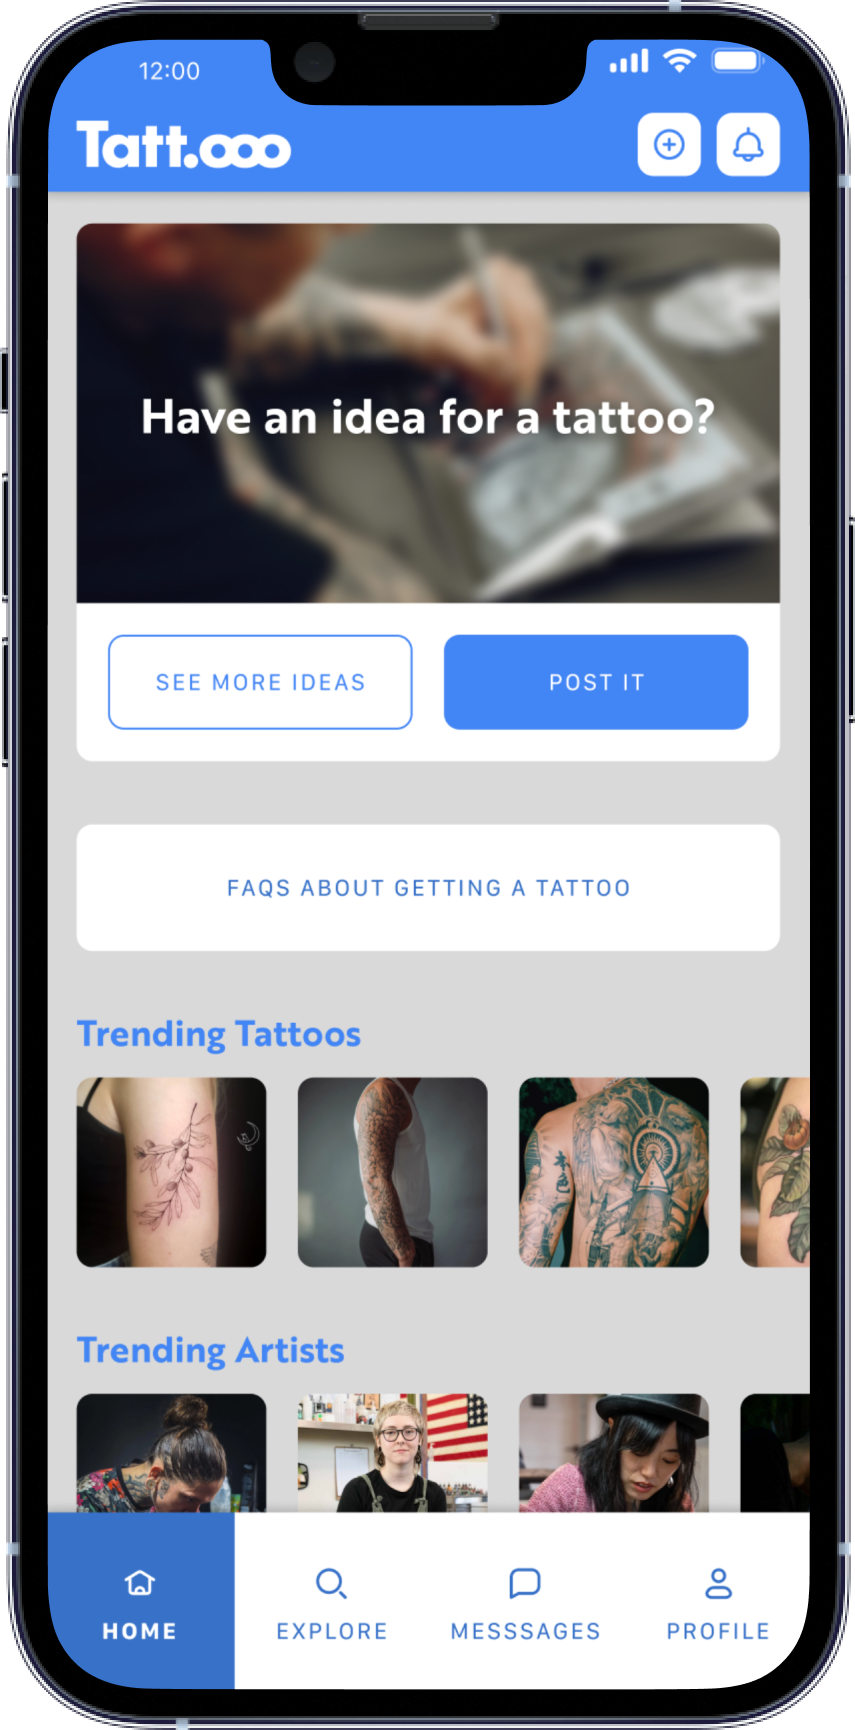 12:00
Tatt.ooo
Have an idea for a tattoo?
SEE MORE IDEAS
POST IT
FAQS ABOUT GETTING A TATTOO
Trending Tattoos
Trending Artists
HOME
EXPLORE
MESSSAGES
PROFILE